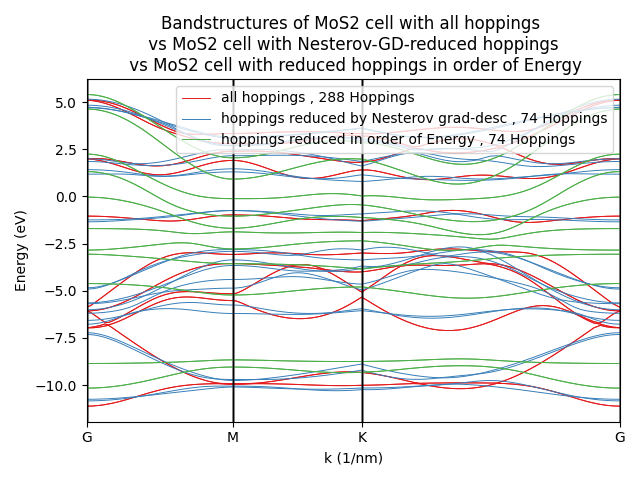 Bandstructures of MoS2 cell with all hoppings
vs MoS2 cell with Nesterov-GD-reduced hoppings
vs MoS2 cell with reduced hoppings in order of Energy
all hoppings , 288 Hoppings
hoppings reduced by Nesterov grad-desc , 74 Hoppings
hoppings reduced in order of Energy , 74 Hoppings
5.0
2.5
0.0
−2.5
−5.0
−7.5
−10.0
Energy (eV)
G M K G
k (1/nm)